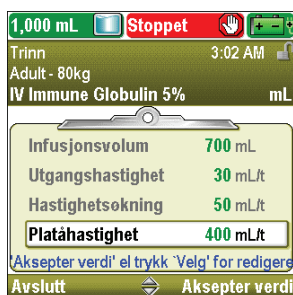 1,000 mL Stoppet
Trinn 3:02 AM
Adult - 80kg
IV Immune Globulin 5% mL
Infusjonsvolum 700 mL
Utgangshastighet 30 mL/t
Hastighetsøkning 50 mL/t
Platåhastighet 400 mL/t
'Aksepter verdi' el trykk `Velg' for redigere
Avslutt Aksepter verdi